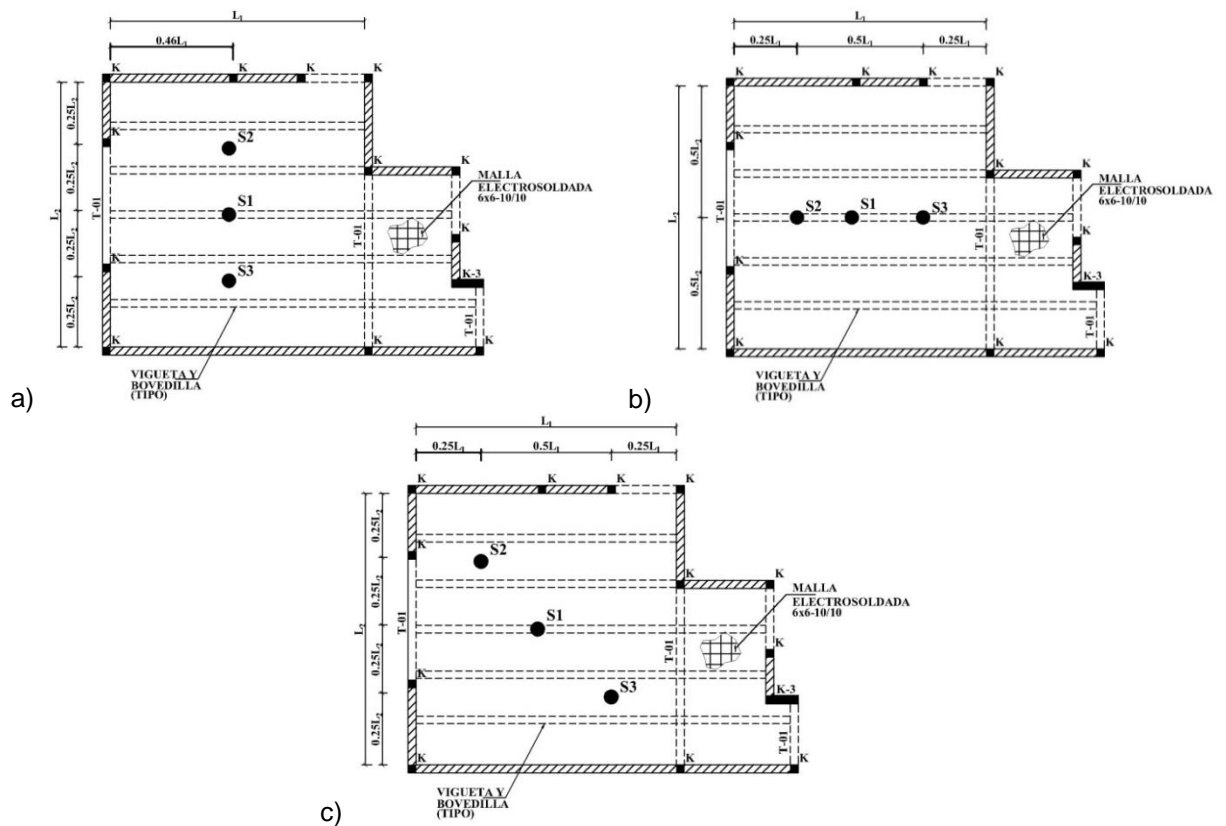 L₁
0.46L₁
K
K
K
K
0.25L₂
0.25L₂
0.25L₂
0.25L₂
L₂
K
S2
K
K
MALLA
ELECTROSOLDADA
6x6-10/10
S1
T-01
T-01
K
K
S3
K-3
T-01
K
K
K
VIGUETA Y
BOVEDILLA
(TIPO)
a)
L₁
0.25L₁
0.5L₁
0.25L₁
K
K
K
K
0.5L₂
0.5L₂
L₂
K
K
K
MALLA
ELECTROSOLDADA
6x6-10/10
S2
S1
S3
T-01
T-01
K
K
K-3
T-01
K
K
K
VIGUETA Y
BOVEDILLA
(TIPO)
b)
L₁
0.25L₁
0.5L₁
0.25L₁
K
K
K
K
0.25L₂
0.25L₂
0.25L₂
0.25L₂
L₂
K
S2
K
K
MALLA
ELECTROSOLDADA
6x6-10/10
S1
T-01
T-01
K
K
S3
K-3
T-01
K
K
K
VIGUETA Y
BOVEDILLA
(TIPO)
c)